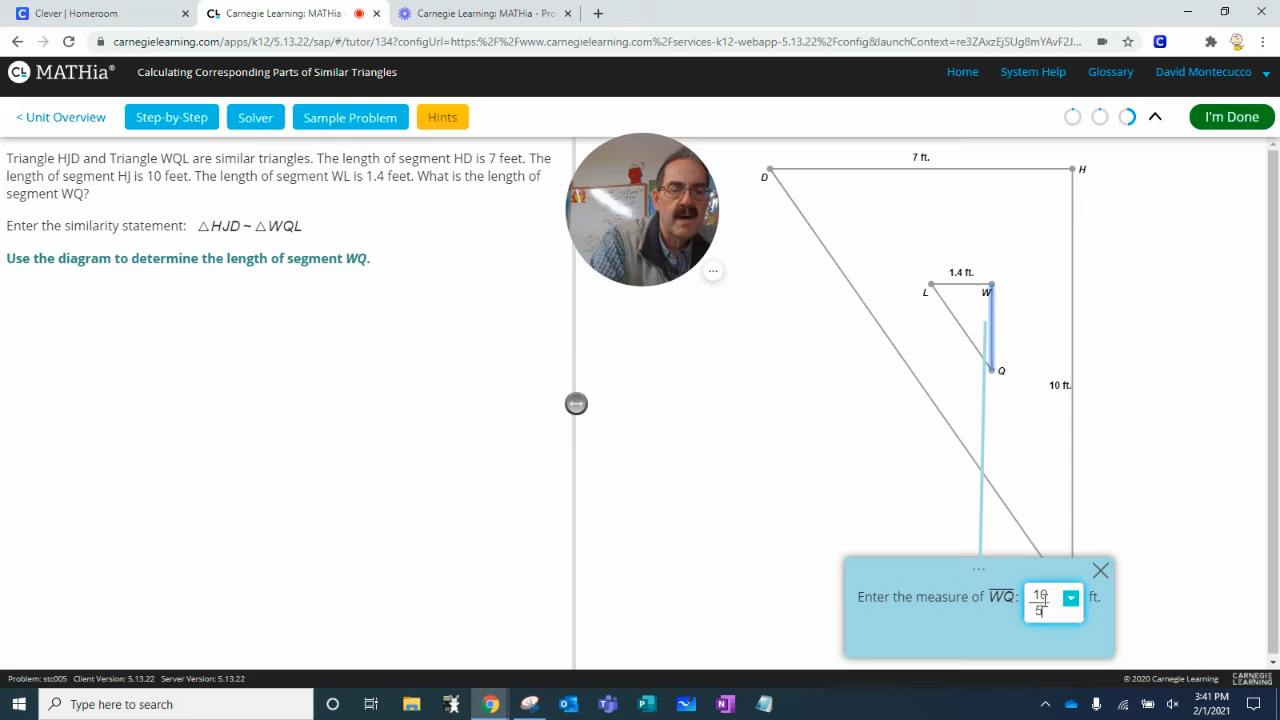 Clever | Homeroom
Carnegie Learning: MATHia -
Carnegie Learning: MATHia - Pro
carnegielearning.com/apps/k12/5.13.22/sap/#/tutor/134?configUrl=https:%2F%2Fwww.carnegielearning.com%2Fservices-k12-webapp-5.13.22%2Fconfig&launchContext=re3ZAxzEjSUg8mYAvF2J...
CL MATHia®
Calculating Corresponding Parts of Similar Triangles
Home
System Help
Glossary
David Montecucco
< Unit Overview
Step-by-Step
Solver
Sample Problem
Hints
I'm Done
Triangle HJD and Triangle WQL are similar triangles. The length of segment HD is 7 feet. The
length of segment HJ is 10 feet. The length of segment WL is 1.4 feet. What is the length of
segment WQ?
Enter the similarity statement: △HJD ~ △WQL
Use the diagram to determine the length of segment WQ.
7 ft.
D
H
1.4 ft.
L
W
Q
10 ft.
Enter the measure of WQ: 10/5 ft.
Problem: stc005 Client Version: 5.13.22 Server Version: 5.13.22
© 2020 Carnegie Learning
CARNEGIE
LEARNING
Type here to search
3:41 PM
2/1/2021